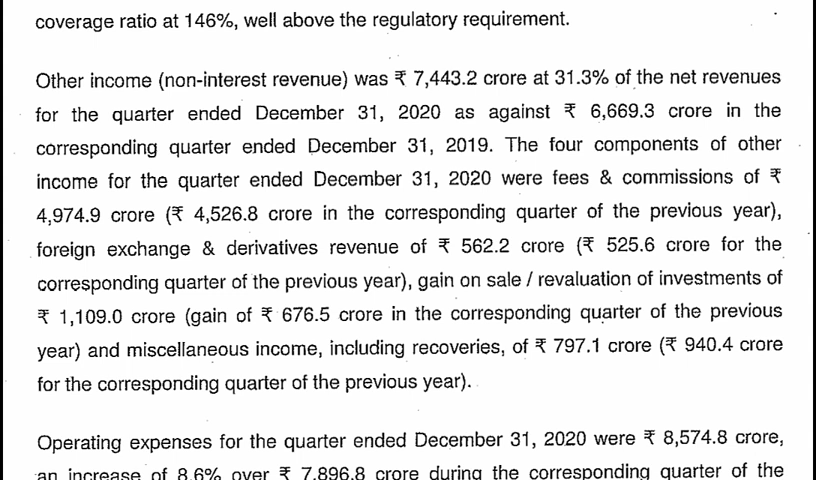 coverage ratio at 146%, well above the regulatory requirement.
Other income (non-interest revenue) was ₹ 7,443.2 crore at 31.3% of the net revenues
for the quarter ended December 31, 2020 as against ₹ 6,669.3 crore in the
corresponding quarter ended December 31, 2019. The four components of other
income for the quarter ended December 31, 2020 were fees & commissions of ₹
4,974.9 crore (₹ 4,526.8 crore in the corresponding quarter of the previous year),
foreign exchange & derivatives revenue of ₹ 562.2 crore (₹ 525.6 crore for the
corresponding quarter of the previous year), gain on sale / revaluation of investments of
₹ 1,109.0 crore (gain of ₹ 676.5 crore in the corresponding quarter of the previous
year) and miscellaneous income, including recoveries, of ₹ 797.1 crore (₹ 940.4 crore
for the corresponding quarter of the previous year).
Operating expenses for the quarter ended December 31, 2020 were ₹ 8,574.8 crore,
an increase of 8.6% over ₹ 7,896.8 crore during the corresponding quarter of the